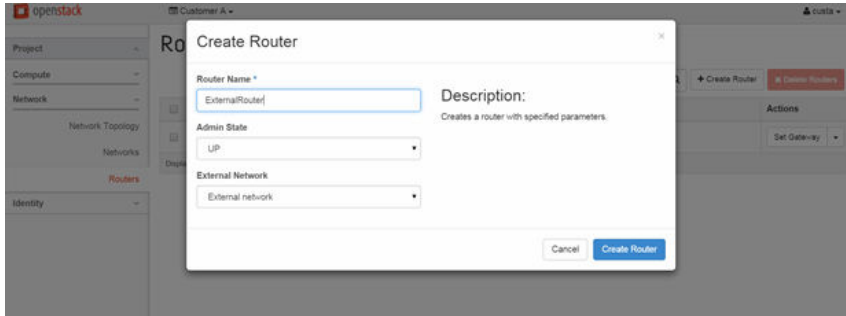 openstack
Customer A
custa
Project
Compute
Network
Network Topology
Networks
Routers
Identity
Ro
+ Create Router
Delete Routers
Actions
Set Gateway
Displa
Create Router
×
Router Name *
ExternalRouter
Admin State
UP
External Network
External network
Description:
Creates a router with specified parameters.
Cancel
Create Router